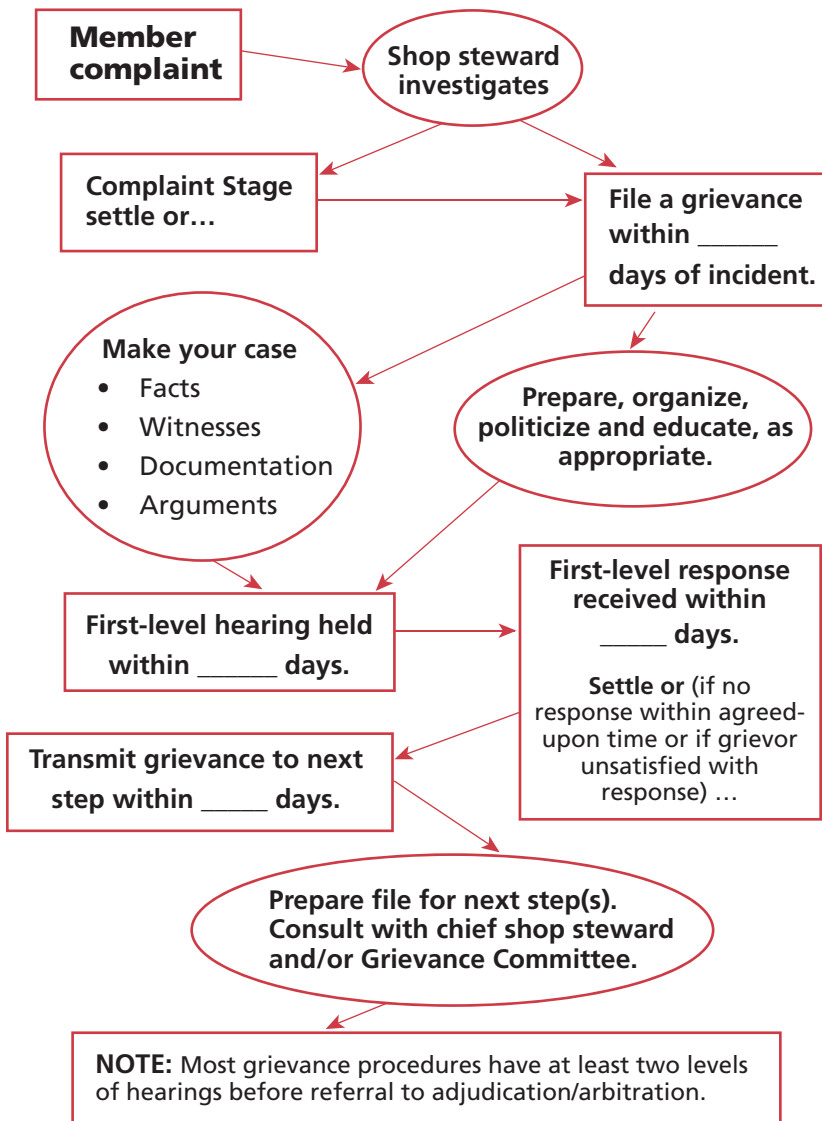 Member
complaint
Shop steward
investigates
Complaint Stage
settle or…
File a grievance
within ______
days of incident.
Make your case
• Facts
• Witnesses
• Documentation
• Arguments
Prepare, organize,
politicize and educate, as
appropriate.
First-level hearing held
within ______ days.
First-level response
received within
_____ days.
Settle or (if no
response within agreed-
upon time or if grievor
unsatisfied with
response) …
Transmit grievance to next
step within _____ days.
Prepare file for next step(s).
Consult with chief shop steward
and/or Grievance Committee.
NOTE: Most grievance procedures have at least two levels
of hearings before referral to adjudication/arbitration.